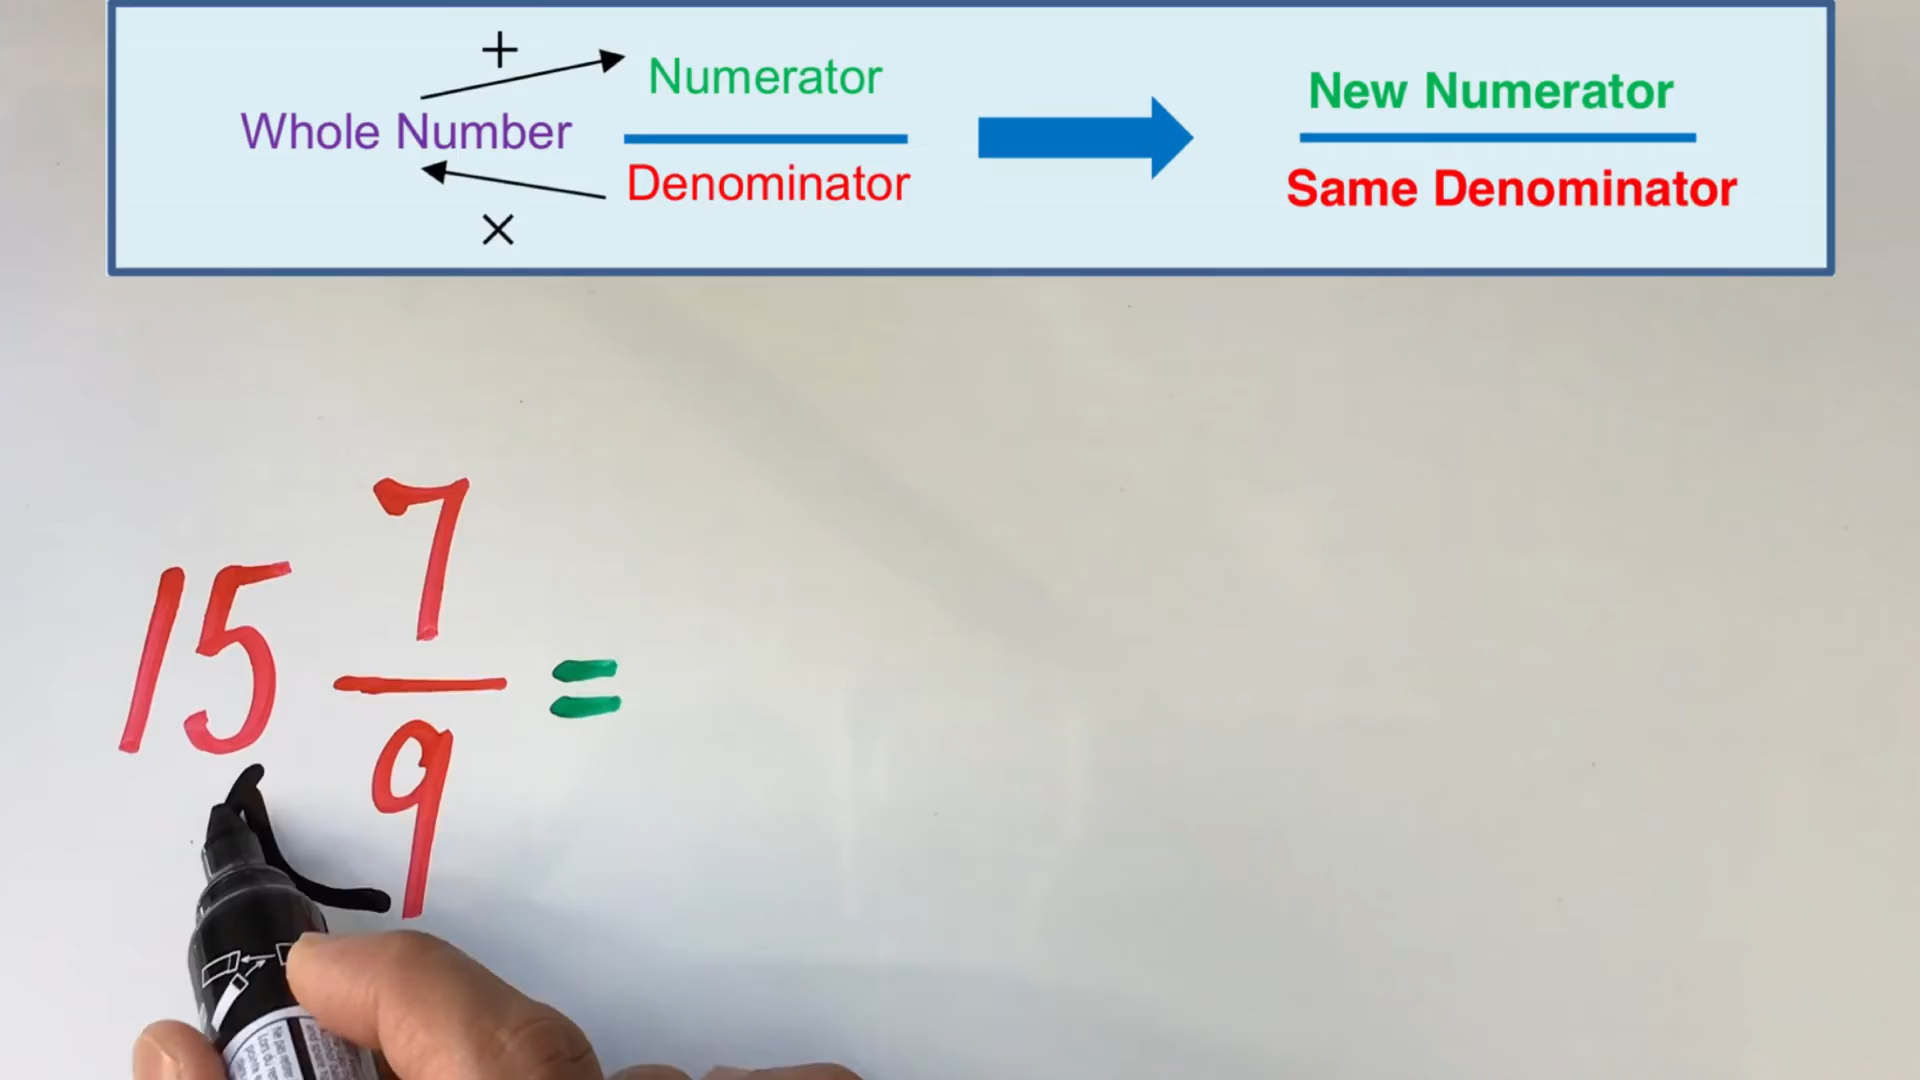 +
Numerator
Whole Number
Denominator
×
New Numerator
Same Denominator
15 7/9 =